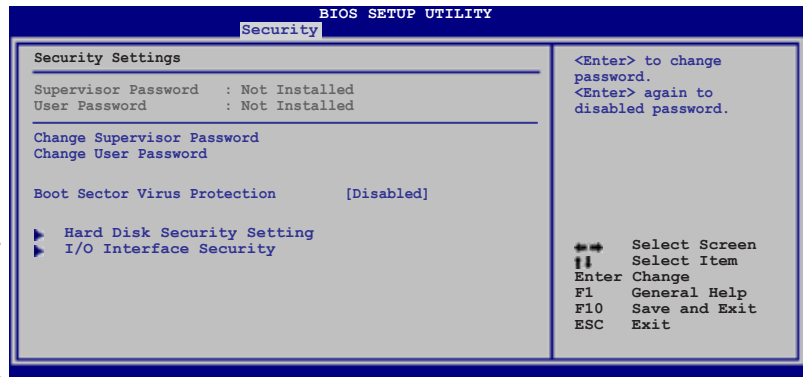 BIOS SETUP UTILITY
Security
Security Settings
Supervisor Password : Not Installed
User Password : Not Installed
Change Supervisor Password
Change User Password
Boot Sector Virus Protection [Disabled]
Hard Disk Security Setting
I/O Interface Security
<Enter> to change
password.
<Enter> again to
disabled password.
Select Screen
Select Item
Enter Change
F1 General Help
F10 Save and Exit
ESC Exit